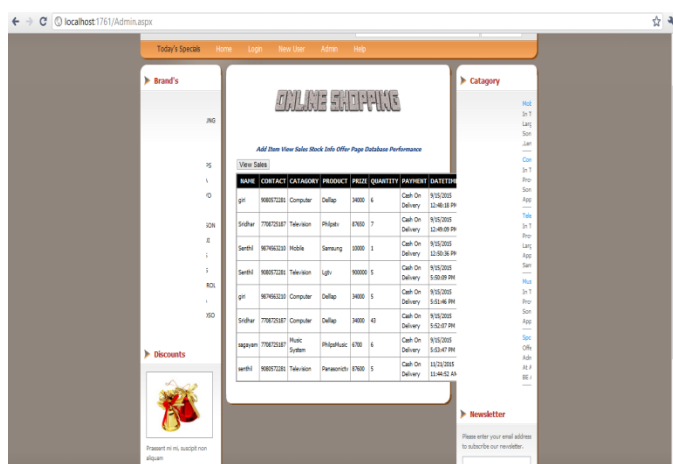 localhost:1761/Admin.aspx
Today's Specials Home Login New User Admin Help
Brand's
Discounts
Praesent mi mi, suscipit non
aliquam
ONLINE SHOPPING
Add Item View Sales Stock Info Offer Page Database Performance
View Sales
NAME CONTACT CATAGORY PRODUCT PRIZE QUANTITY PAYMENT DATETIME
giri 9080572281 Computer Dellap 34000 6 Cash On Delivery 9/15/2015 12:48:18 PM
Sridhar 7708725187 Television Philpstv 87650 7 Cash On Delivery 9/15/2015 12:49:09 PM
Senthil 9874563210 Mobile Samsung 10000 1 Cash On Delivery 9/15/2015 12:50:36 PM
Senthil 9080572281 Television Lgtv 900000 5 Cash On Delivery 9/15/2015 5:50:09 PM
giri 9874563210 Computer Dellap 34000 5 Cash On Delivery 9/15/2015 5:51:46 PM
Sridhar 7708725187 Computer Dellap 34000 43 Cash On Delivery 9/15/2015 5:52:07 PM
sagayam 7708725187 Music System PhilpsMusic 6700 6 Cash On Delivery 9/15/2015 5:53:47 PM
senthil 9080572281 Television Panasonictv 87600 5 Cash On Delivery 11/21/2015 11:44:52 AM
Catagory
Newsletter
Please enter your email address
to subscribe our newsletter.